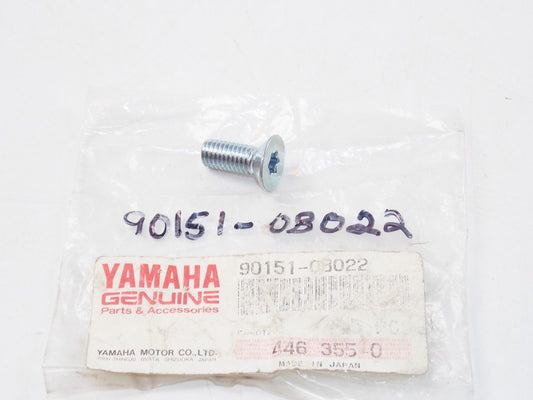 90151-08022
YAMAHA
GENUINE
Parts & Accessories
YAMAHA MOTOR CO., LTD.
90151-08022
446 355 0
MADE IN JAPAN